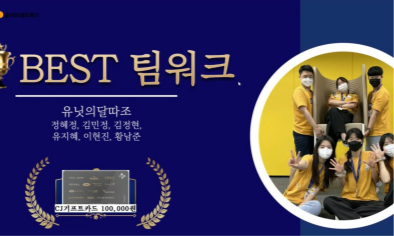 BEST 팀워크.
유닛의달따조
정혜정, 김민정, 김정현,
유지혜, 이현진, 황남준
CJ기프트카드 100,000원